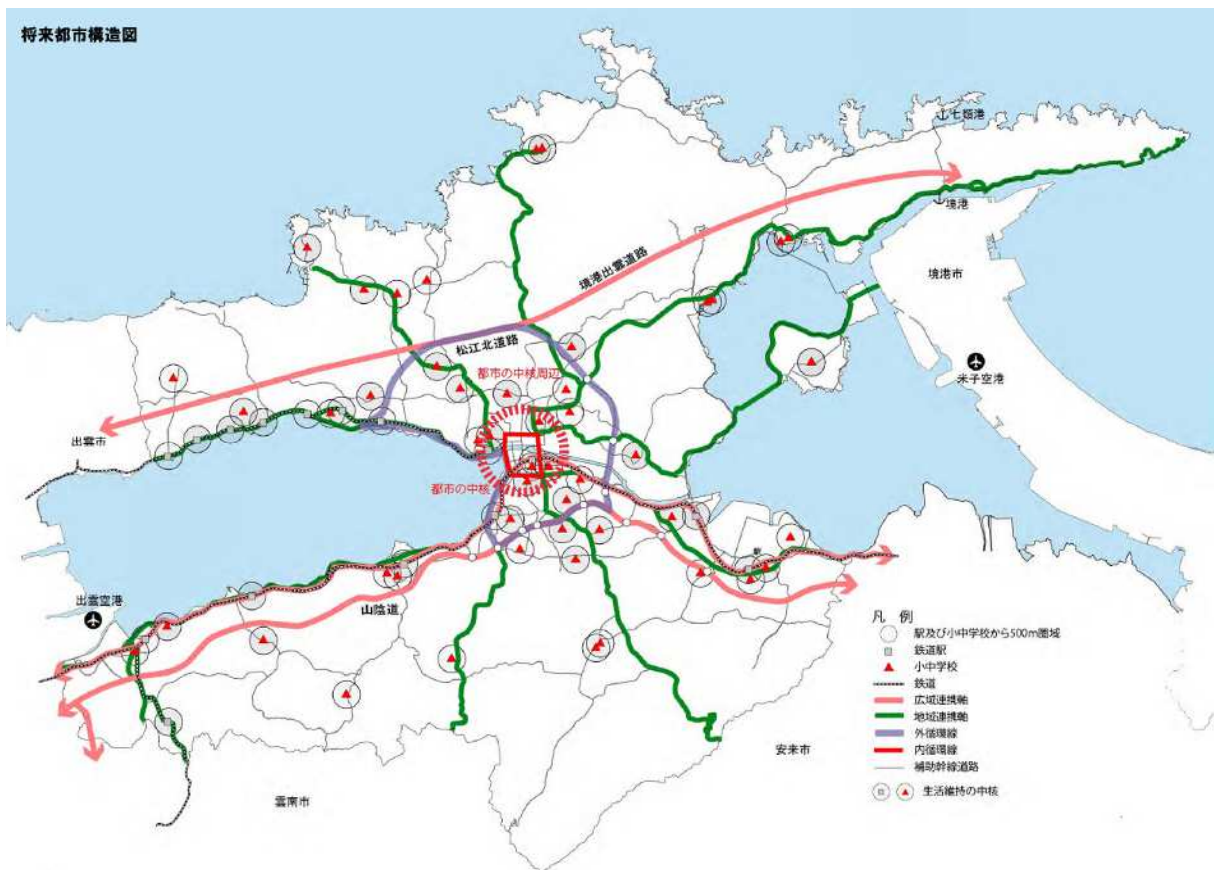 将来都市構造図
七類港
境港
境港市
境港出雲道路
米子空港
松江北道路
都市の中核周辺
出雲市
都市の中核
出雲空港
山陰道
安来市
雲南市
凡 例
駅及び小中学校から500m圏域
鉄道駅
小中学校
鉄道
広域連携軸
地域連携軸
外循環線
内循環線
補助幹線道路
生活維持の中核